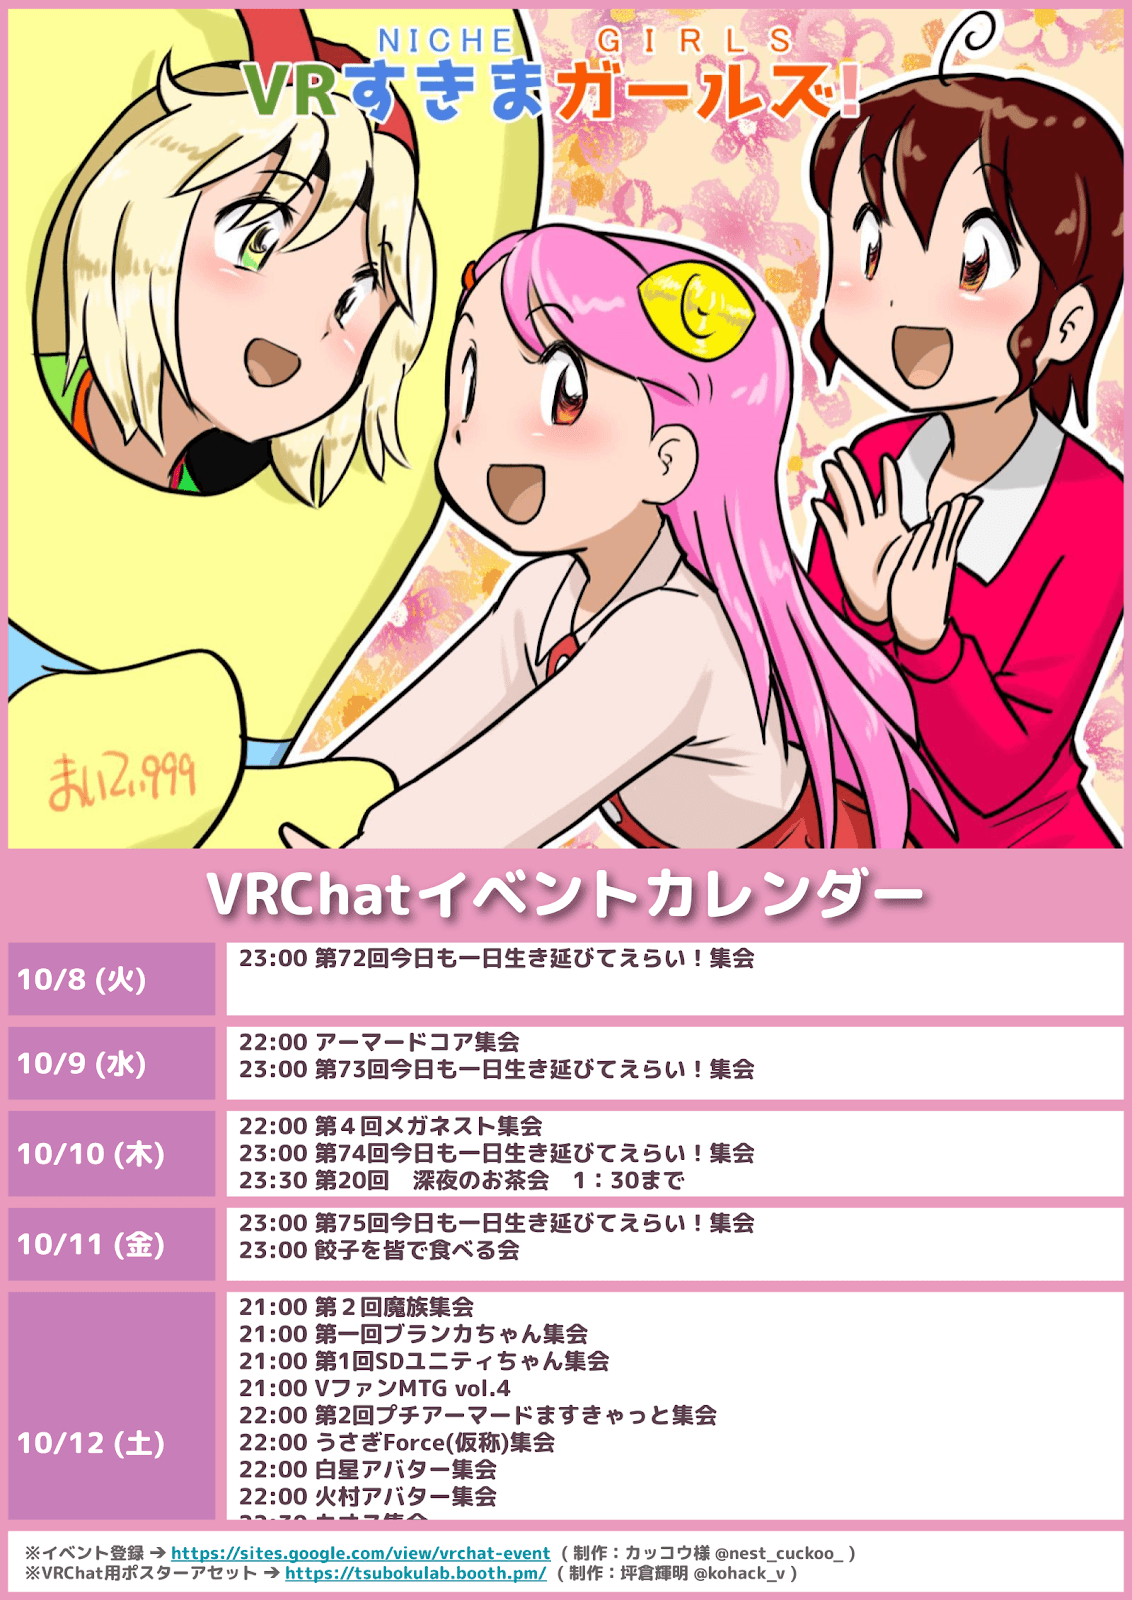 NICHE GIRLS
VRすきまガールズ!
まいてい999
VRChatイベントカレンダー
10/8 (火)
23:00 第72回今日も一日生き延びてえらい！集会
10/9 (水)
22:00 アーマードコア集会
23:00 第73回今日も一日生き延びてえらい！集会
10/10 (木)
22:00 第４回メガネスト集会
23:00 第74回今日も一日生き延びてえらい！集会
23:30 第20回　深夜のお茶会　1：30まで
10/11 (金)
23:00 第75回今日も一日生き延びてえらい！集会
23:00 餃子を皆で食べる会
10/12 (土)
21:00 第２回魔族集会
21:00 第一回ブランカちゃん集会
21:00 第1回SDユニティちゃん集会
21:00 VファンMTG vol.4
22:00 第2回プチアーマードますきゃっと集会
22:00 うさぎForce(仮称)集会
22:00 白星アバター集会
22:00 火村アバター集会
※イベント登録 → https://sites.google.com/view/vrchat-event ( 制作：カッコウ様 @nest_cuckoo_ )
※VRChat用ポスターアセット → https://tsubokulab.booth.pm/ ( 制作：坪倉輝明 @kohack_v )